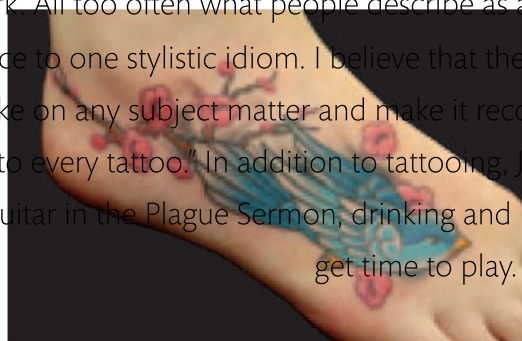 rk. All too often what people describe as a
ce to one stylistic idiom. I believe that the
ke on any subject matter and make it reco
to every tattoo." In addition to tattooing, J
uitar in the Plague Sermon, drinking and
get time to play.